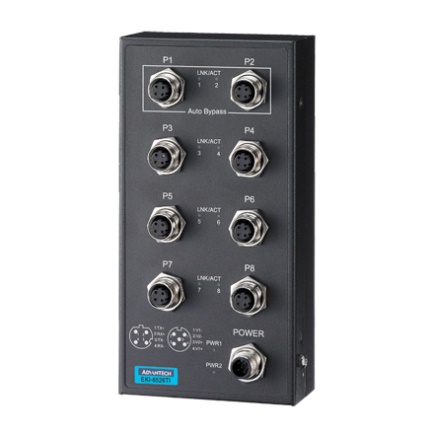 P1 LNK/ACT P2
1 2
Auto Bypass
P3 LNK/ACT P4
3 4
P5 LNK/ACT P6
5 6
P7 LNK/ACT P8
7 8
POWER
PWR1
PWR2
ADVANTECH